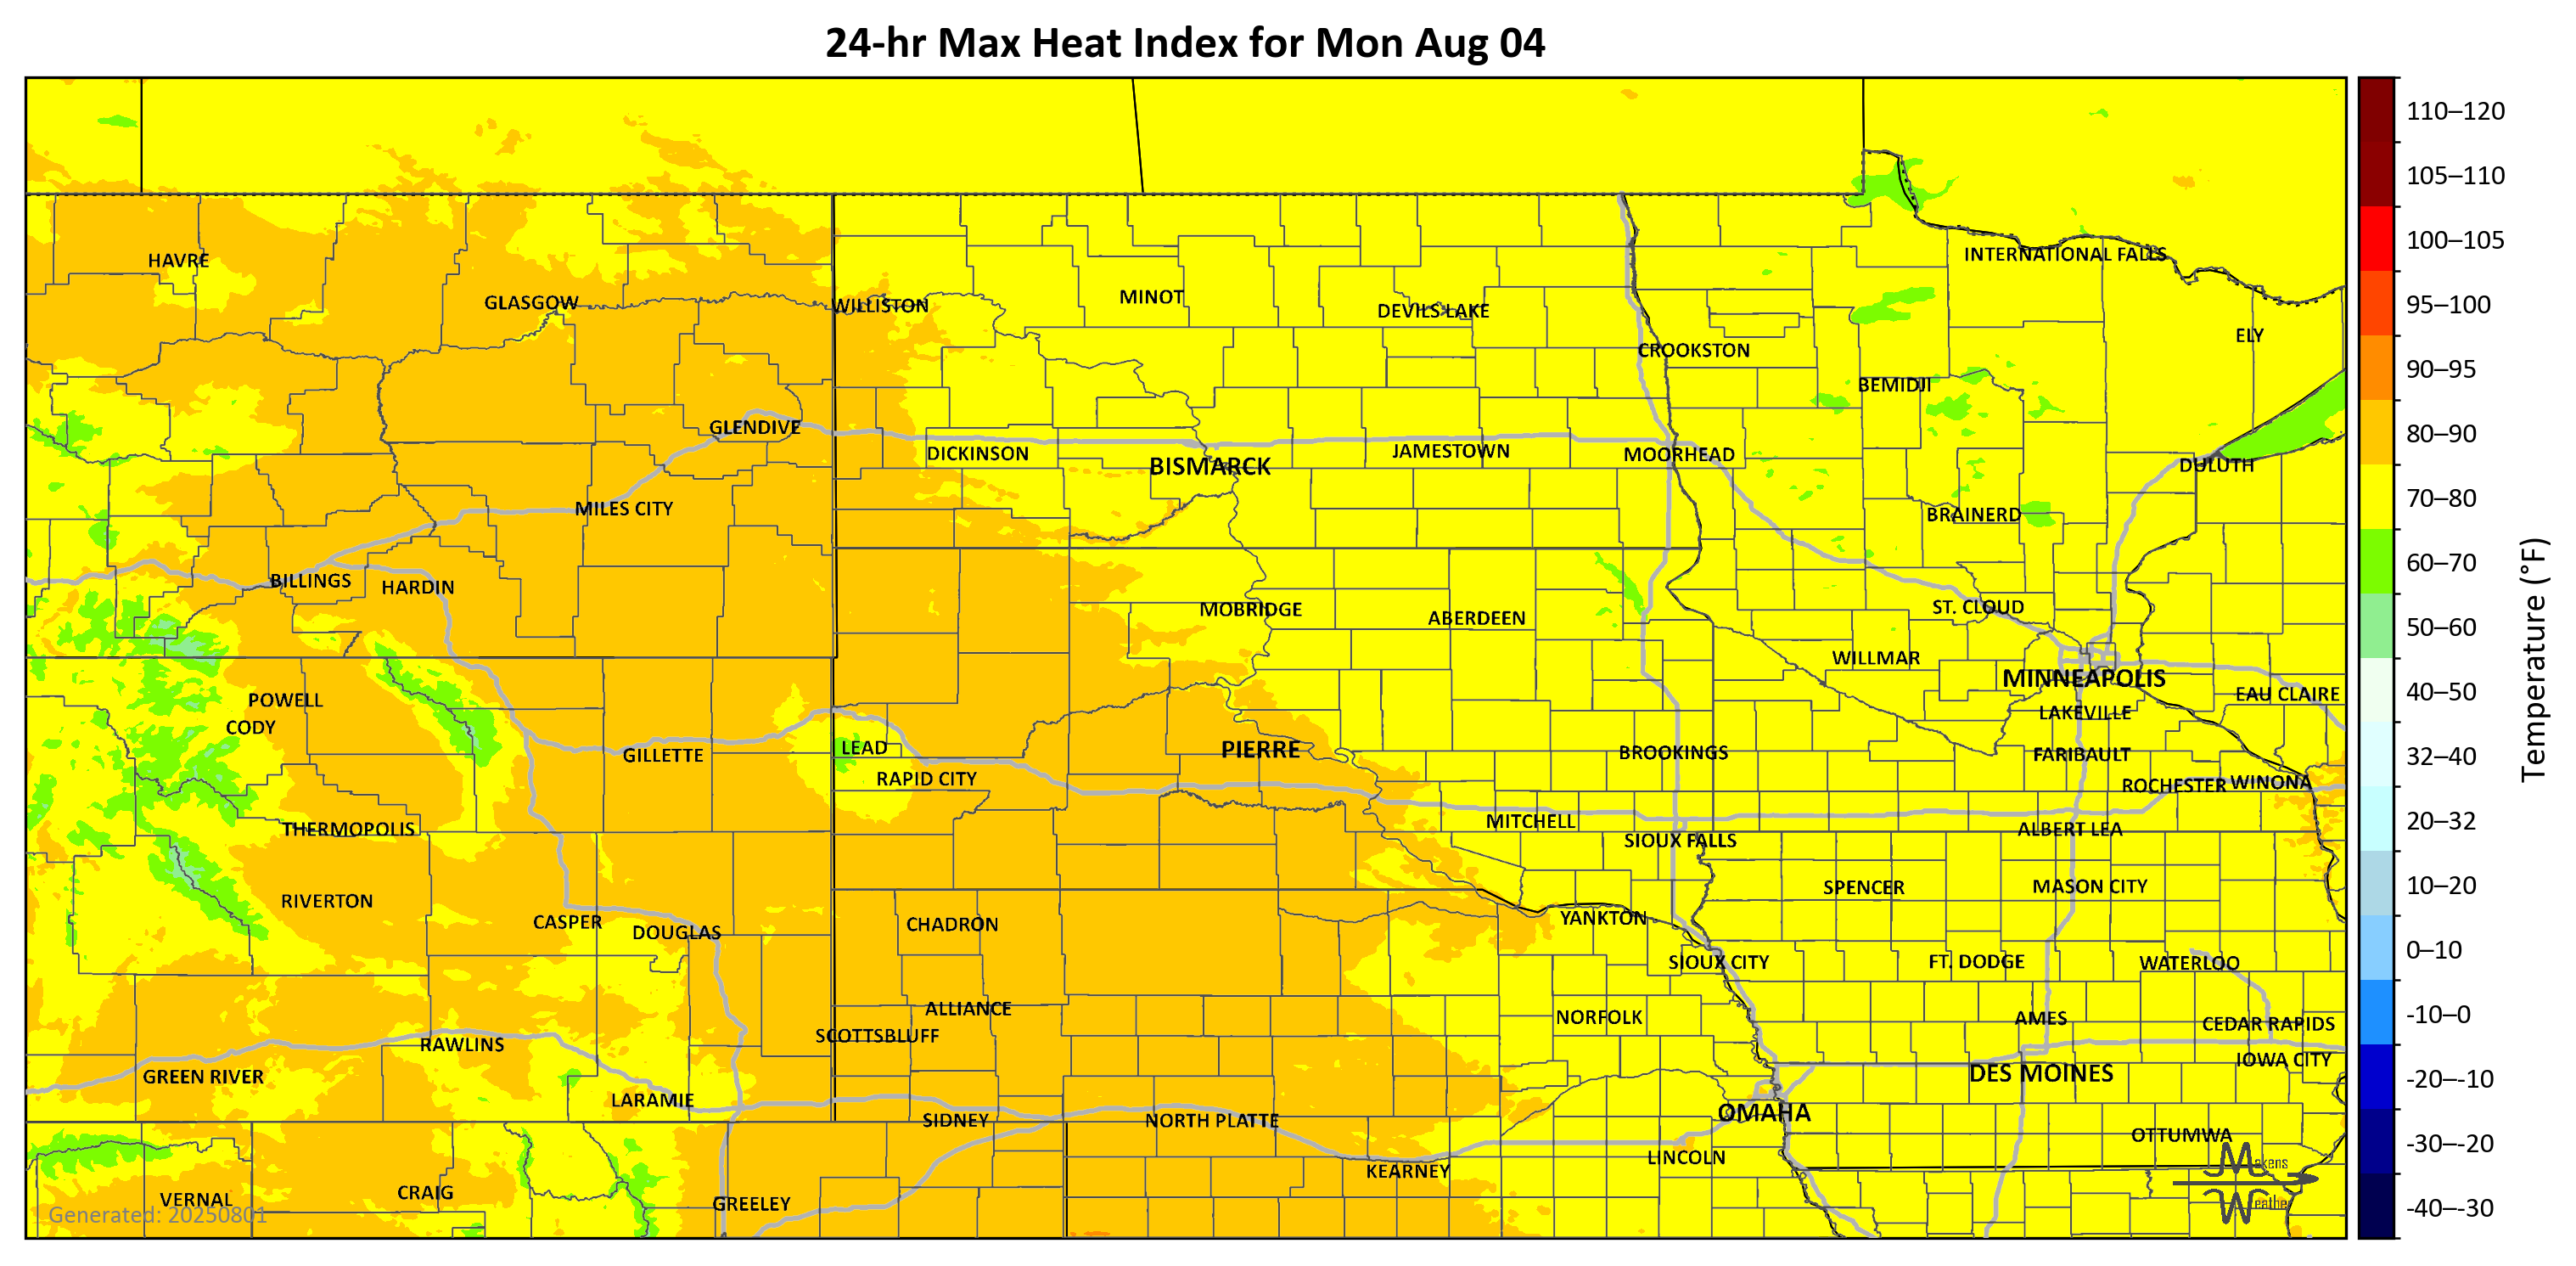 24-hr Max Heat Index for Mon Aug 04
110–120
105–110
100–105
95–100
90–95
80–90
70–80
60–70
50–60
40–50
32–40
20–32
10–20
0–10
-10–0
-20–-10
-30–-20
-40–-30
Temperature (°F)
INTERNATIONAL FALLS
HAVRE
GLASGOW
WILLISTON
MINOT
DEVILS LAKE
ELY
CROOKSTON
BEMIDJI
GLENDIVE
DICKINSON
BISMARCK
JAMESTOWN
MOORHEAD
DULUTH
MILES CITY
BRAINERD
BILLINGS
HARDIN
MOBRIDGE
ABERDEEN
ST. CLOUD
WILLMAR
MINNEAPOLIS
EAU CLAIRE
POWELL
CODY
LAKEVILLE
GILLETTE
LEAD
PIERRE
BROOKINGS
FARIBAULT
RAPID CITY
ROCHESTER
WINONA
THERMOPOLIS
MITCHELL
SIOUX FALLS
ALBERT LEA
RIVERTON
SPENCER
MASON CITY
CASPER
DOUGLAS
CHADRON
YANKTON
SIOUX CITY
FT. DODGE
WATERLOO
ALLIANCE
NORFOLK
AMES
CEDAR RAPIDS
SCOTTSBLUFF
RAWLINS
IOWA CITY
GREEN RIVER
DES MOINES
LARAMIE
SIDNEY
NORTH PLATTE
OMAHA
OTTUMWA
KEARNEY
LINCOLN
VERNAL
CRAIG
GREELEY
Makens
Weather
Generated: 20250801